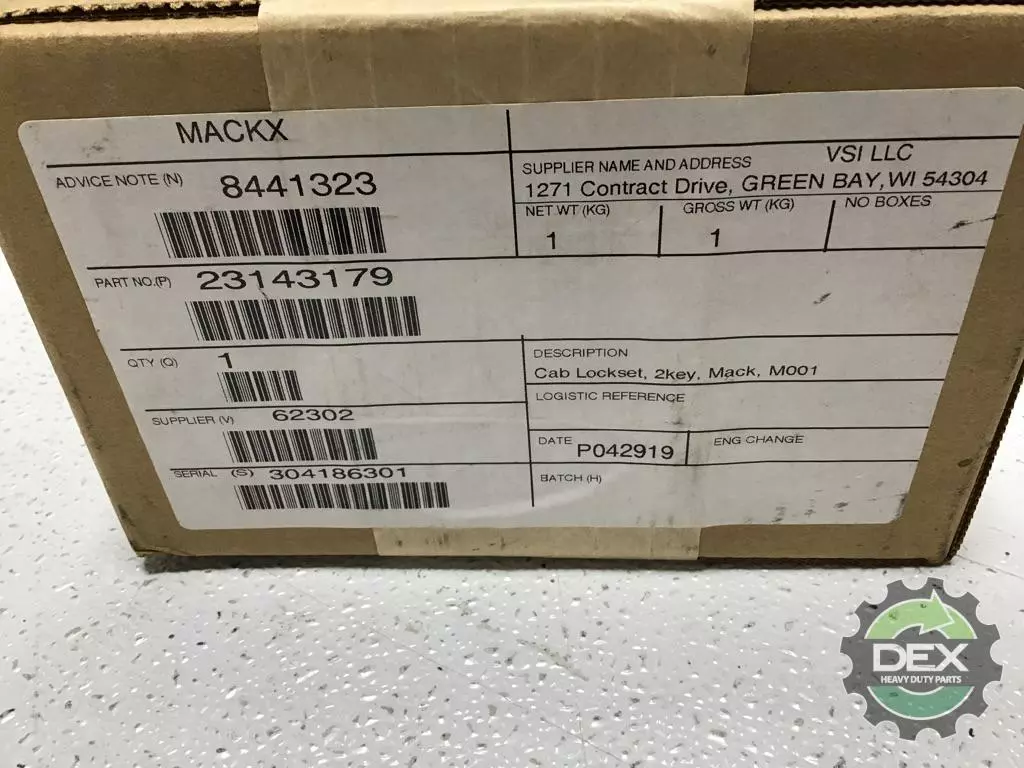 MACKX
ADVICE NOTE (N) 8441323
SUPPLIER NAME AND ADDRESS VSI LLC
1271 Contract Drive, GREEN BAY, WI 54304
NET WT (KG) GROSS WT (KG) NO BOXES
1 1
PART NO.(P) 23143179
QTY (Q) 1
DESCRIPTION
Cab Lockset, 2key, Mack, M001
LOGISTIC REFERENCE
SUPPLIER (V) 62302
DATE P042919 ENG CHANGE
SERIAL (S) 304186301
BATCH (H)
DEX
HEAVY DUTY PARTS